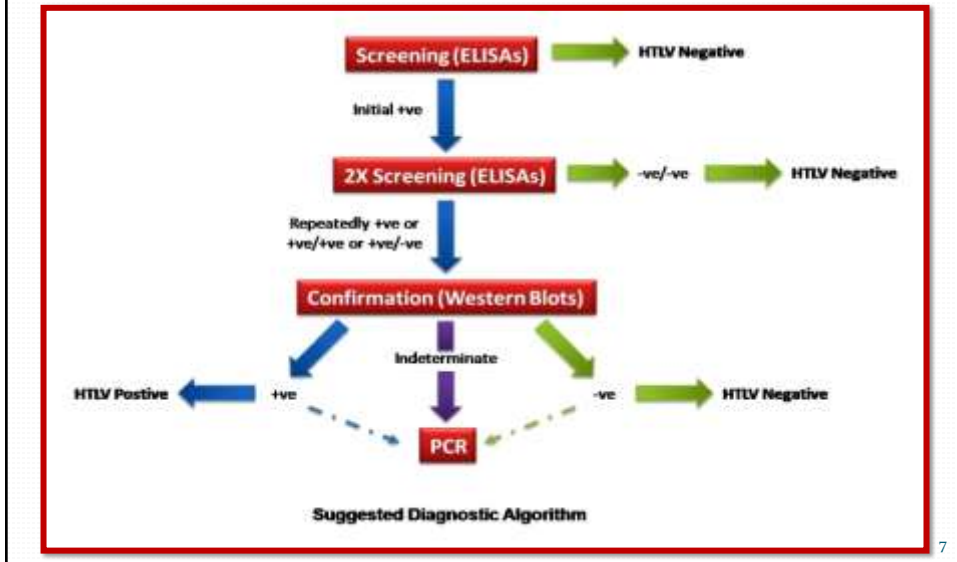 Screening (ELISAs)
HTLV Negative
Initial +ve
2X Screening (ELISAs)
-ve/-ve
HTLV Negative
Repeatedly +ve or
+ve/+ve or +ve/-ve
Confirmation (Western Blots)
Indeterminate
HTLV Postive
+ve
-ve
HTLV Negative
PCR
Suggested Diagnostic Algorithm
7